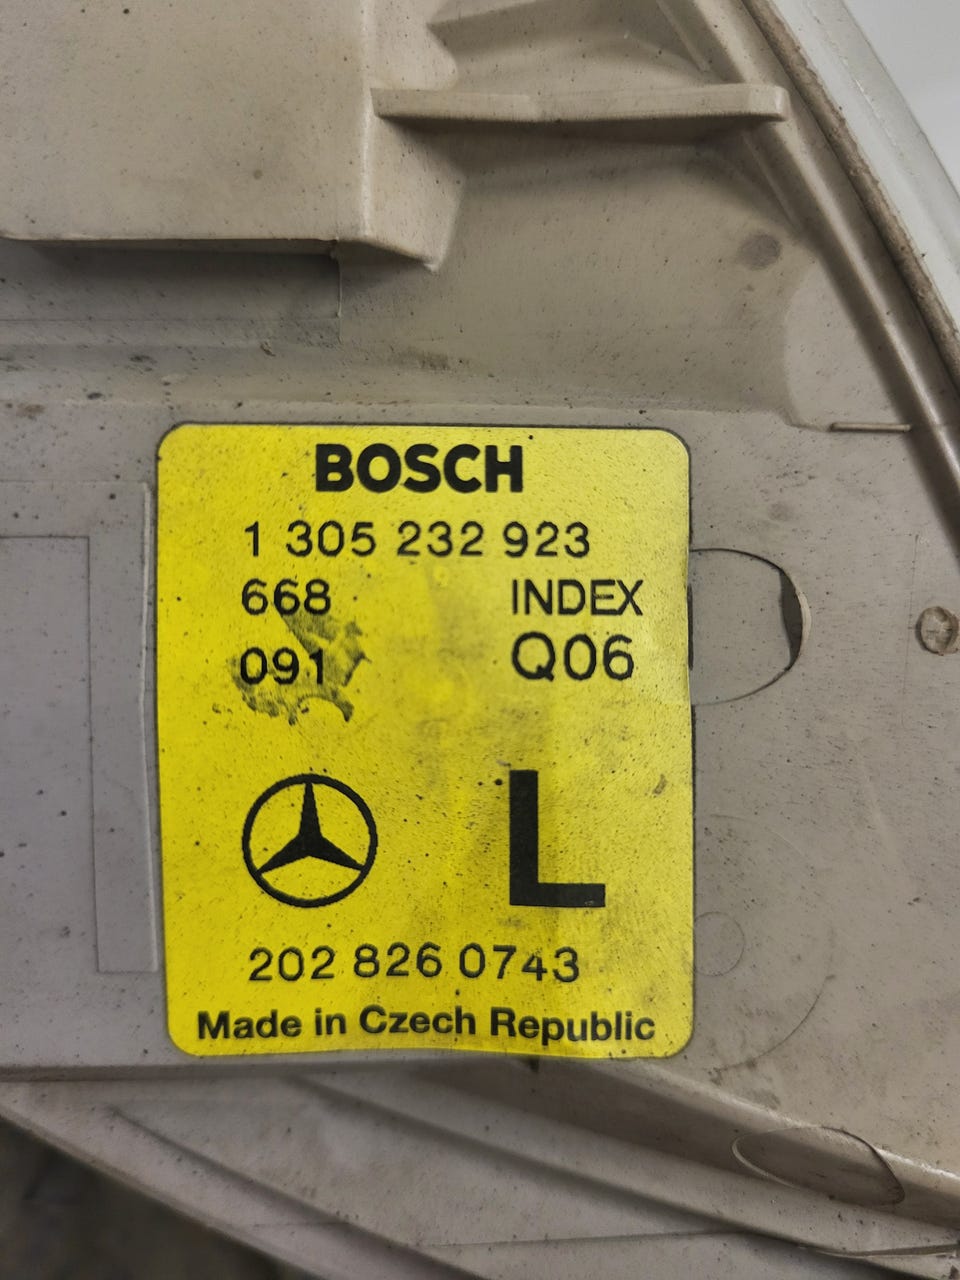 BOSCH
1 305 232 923
668 INDEX
091 Q06
L
202 826 0743
Made in Czech Republic